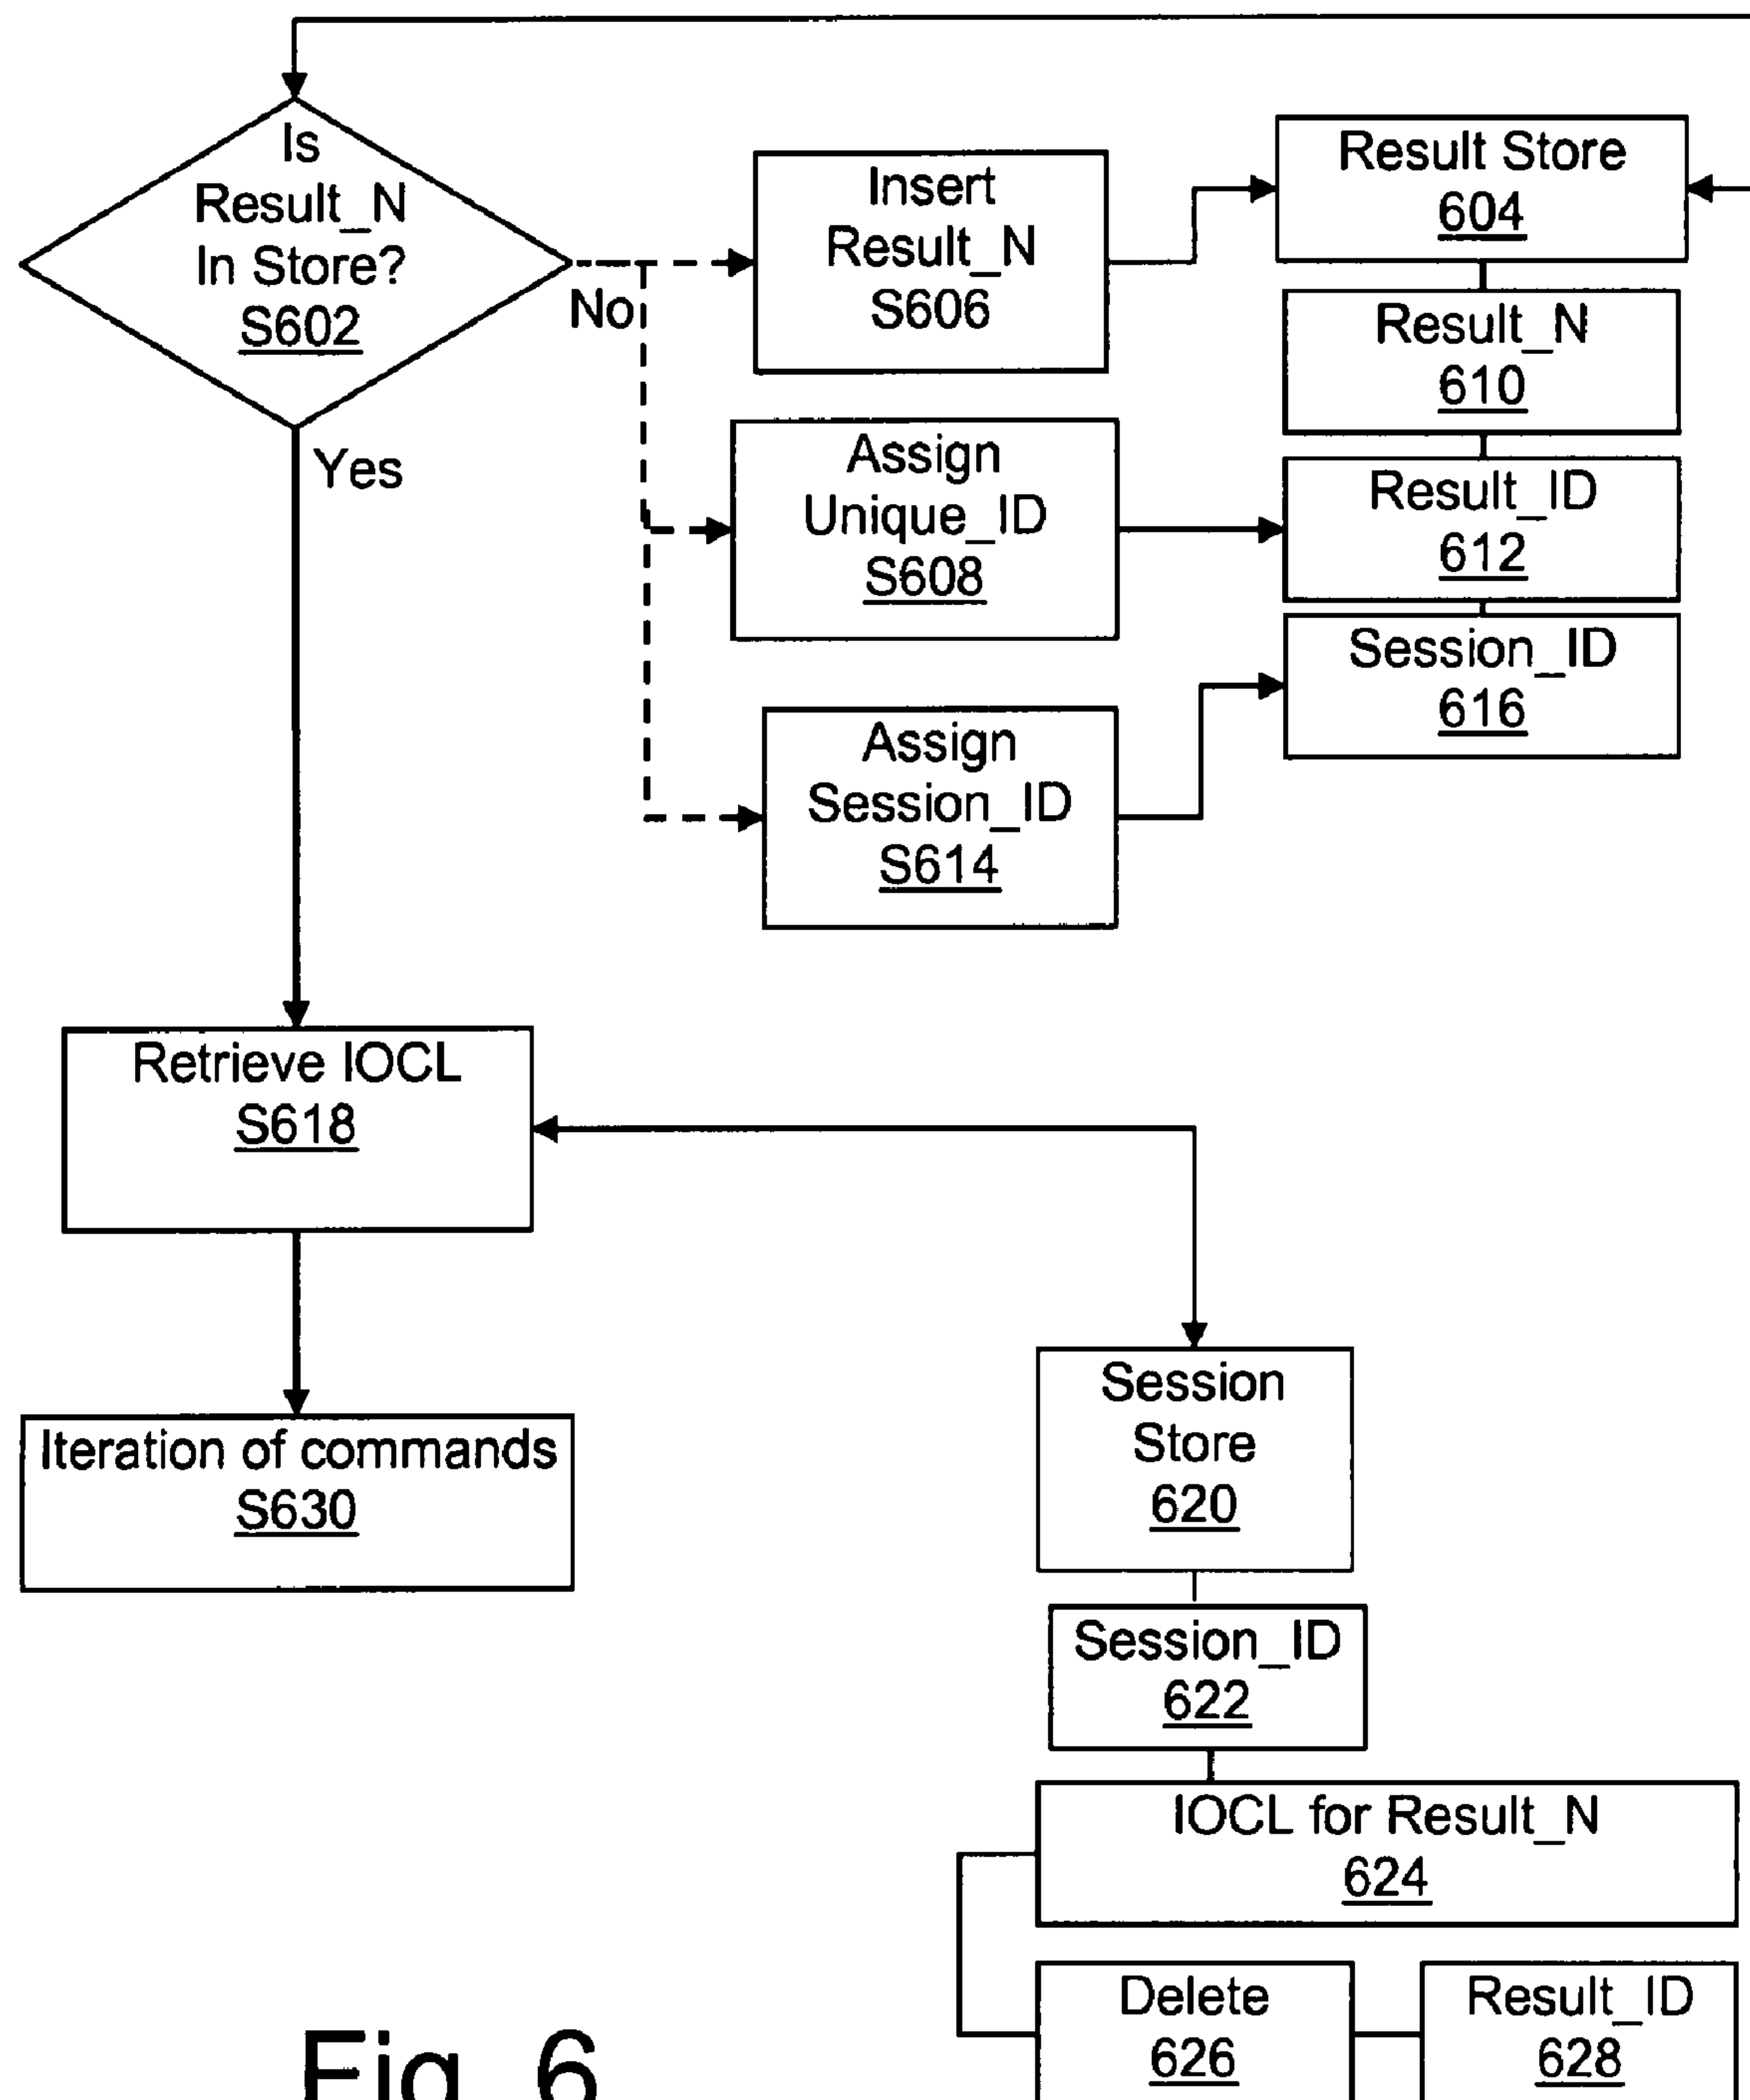 Is
Result_N
In Store?
S602
No
Yes
Insert
Result_N
S606
Result Store
604
Result_N
610
Assign
Unique_ID
S608
Result_ID
612
Session_ID
616
Assign
Session_ID
S614
Retrieve IOCL
S618
Iteration of commands
S630
Session
Store
620
Session_ID
622
IOCL for Result_N
624
Delete
626
Result_ID
628
Fig. 6